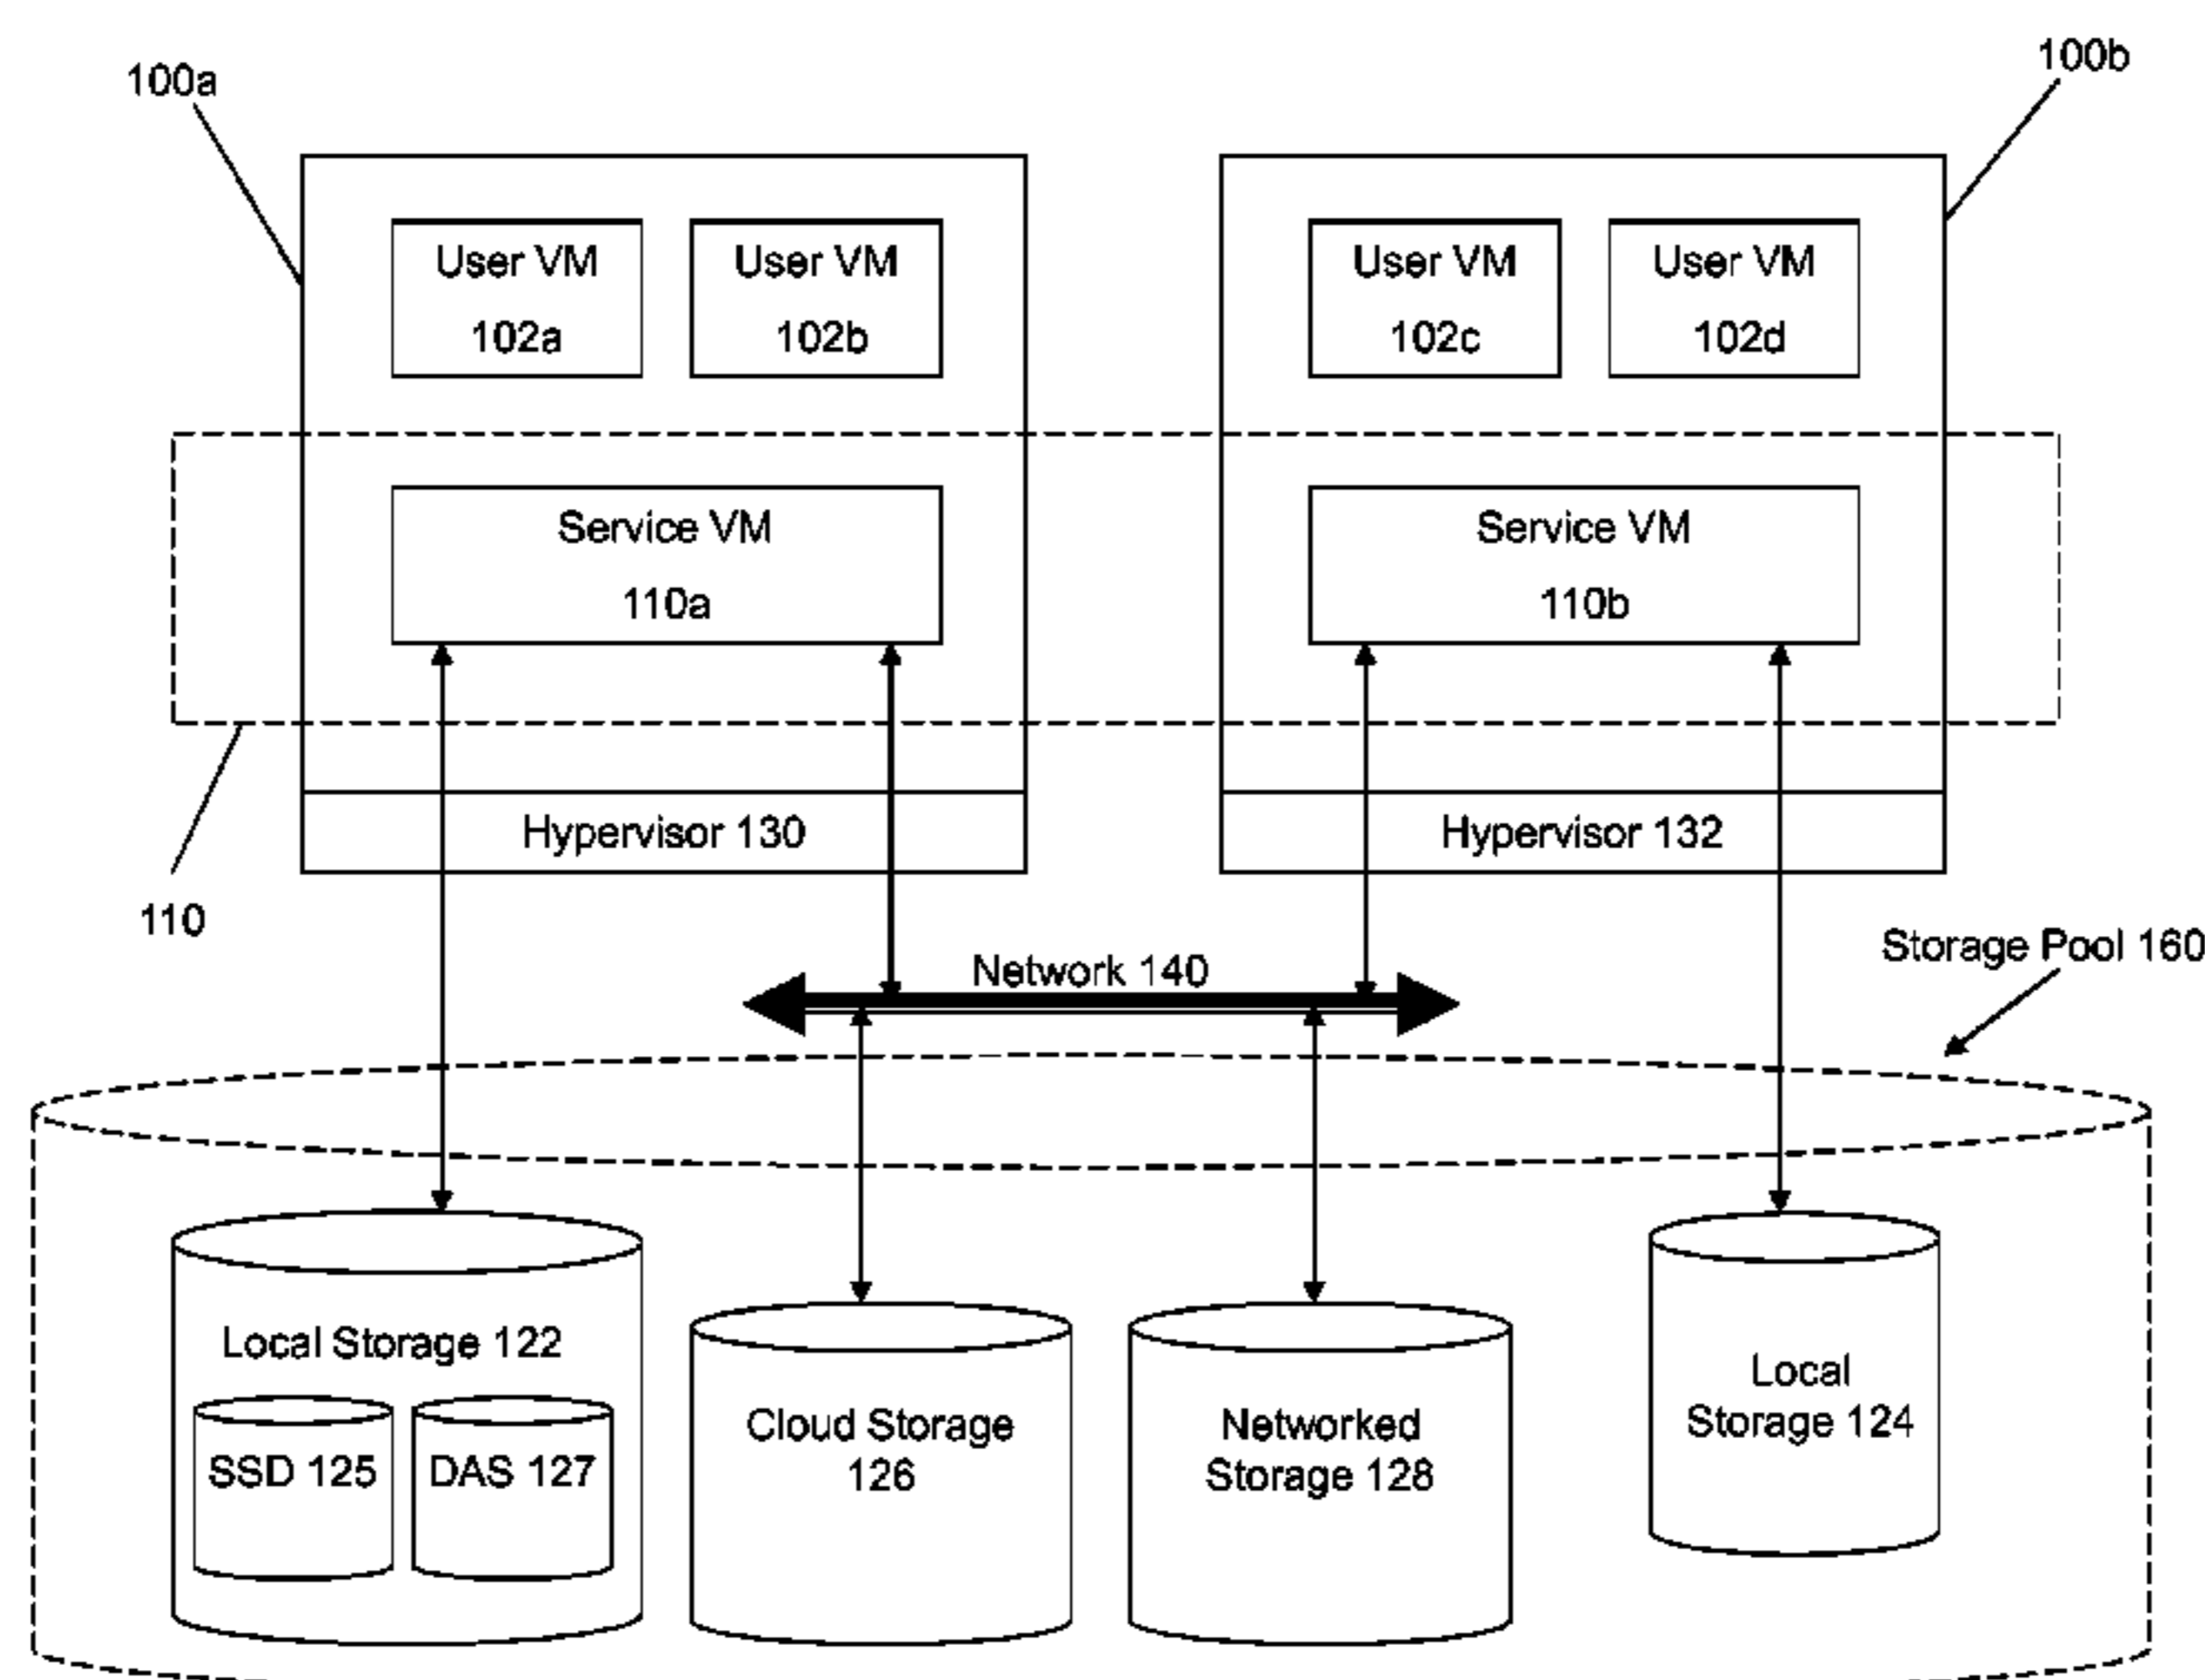 100a
100b
User VM
102a
User VM
102b
User VM
102c
User VM
102d
Service VM
110a
Service VM
110b
Hypervisor 130
Hypervisor 132
110
Network 140
Storage Pool 160
Local Storage 122
SSD 125
DAS 127
Cloud Storage
126
Networked
Storage 128
Local
Storage 124